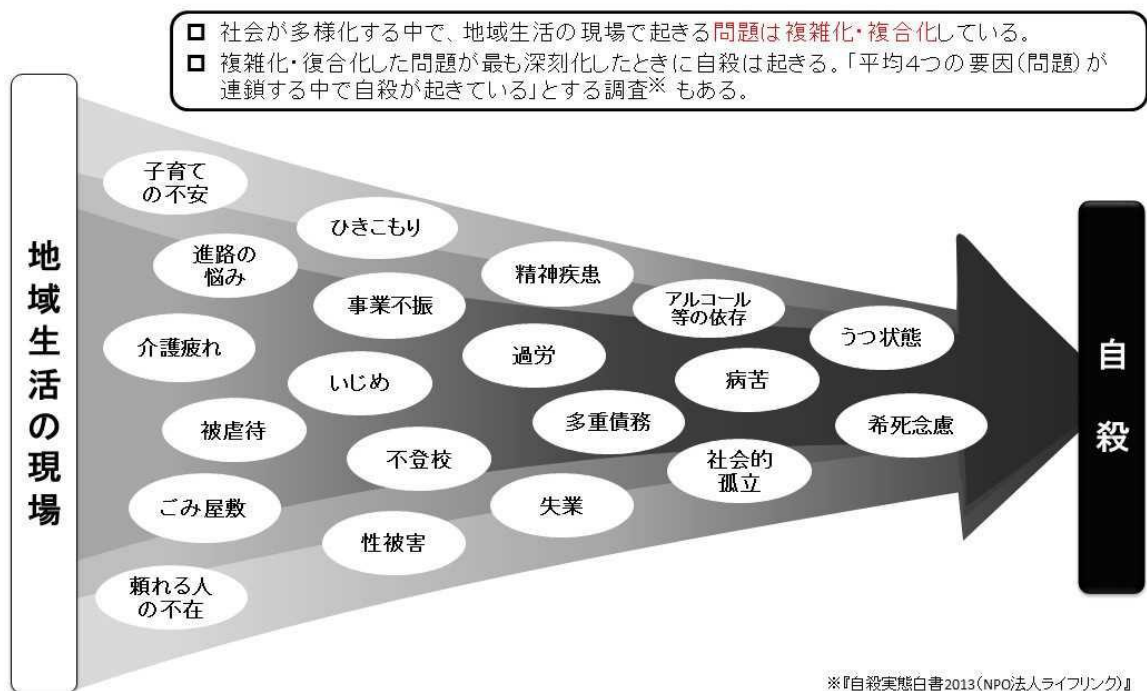 □ 社会が多様化する中で、地域生活の現場で起きる問題は複雑化・複合化している。
□ 複雑化・復合化した問題が最も深刻化したときに自殺は起きる。「平均4つの要因(問題)が
連鎖する中で自殺が起きている」とする調査※ もある。
地域生活の現場
子育て
の不安
ひきこもり
進路の
悩み
精神疾患
事業不振
アルコール
等の依存
うつ状態
介護疲れ
過労
いじめ
病苦
被虐待
多重債務
希死念慮
不登校
社会的
孤立
ごみ屋敷
失業
性被害
頼れる人
の不在
自殺
※『自殺実態白書2013(NPO法人ライフリンク)』